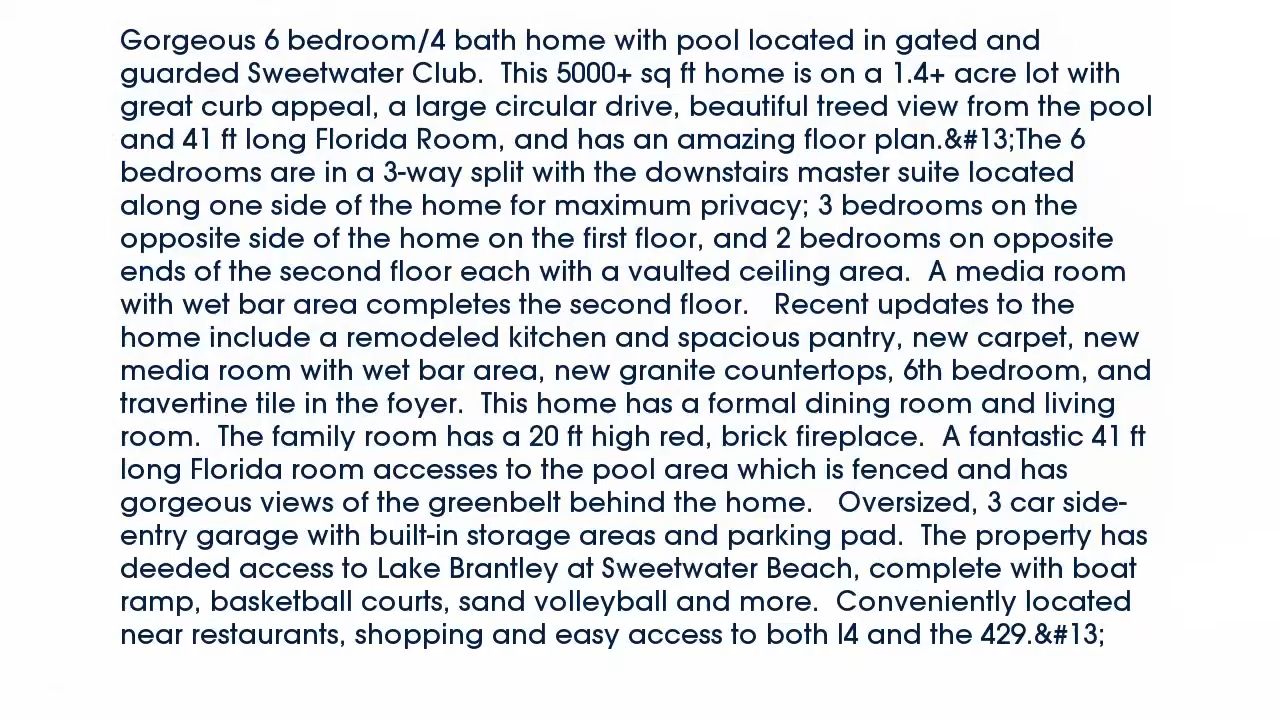 Gorgeous 6 bedroom/4 bath home with pool located in gated and
guarded Sweetwater Club.  This 5000+ sq ft home is on a 1.4+ acre lot with
great curb appeal, a large circular drive, beautiful treed view from the pool
and 41 ft long Florida Room, and has an amazing floor plan.&#13;The 6
bedrooms are in a 3-way split with the downstairs master suite located
along one side of the home for maximum privacy; 3 bedrooms on the
opposite side of the home on the first floor, and 2 bedrooms on opposite
ends of the second floor each with a vaulted ceiling area.  A media room
with wet bar area completes the second floor.   Recent updates to the
home include a remodeled kitchen and spacious pantry, new carpet, new
media room with wet bar area, new granite countertops, 6th bedroom, and
travertine tile in the foyer.  This home has a formal dining room and living
room.  The family room has a 20 ft high red, brick fireplace.  A fantastic 41 ft
long Florida room accesses to the pool area which is fenced and has
gorgeous views of the greenbelt behind the home.   Oversized, 3 car side-
entry garage with built-in storage areas and parking pad.  The property has
deeded access to Lake Brantley at Sweetwater Beach, complete with boat
ramp, basketball courts, sand volleyball and more.  Conveniently located
near restaurants, shopping and easy access to both I4 and the 429.&#13;